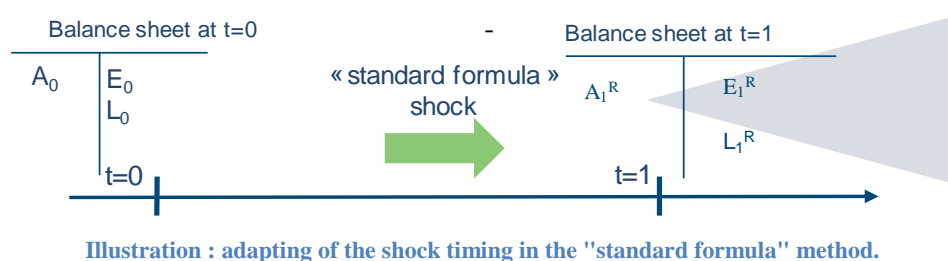 Balance sheet at t=0
-
Balance sheet at t=1
A₀
E₀
L₀
« standard formula »
shock
A₁ᴿ
E₁ᴿ
L₁ᴿ
t=0
t=1
Illustration : adapting of the shock timing in the "standard formula" method.